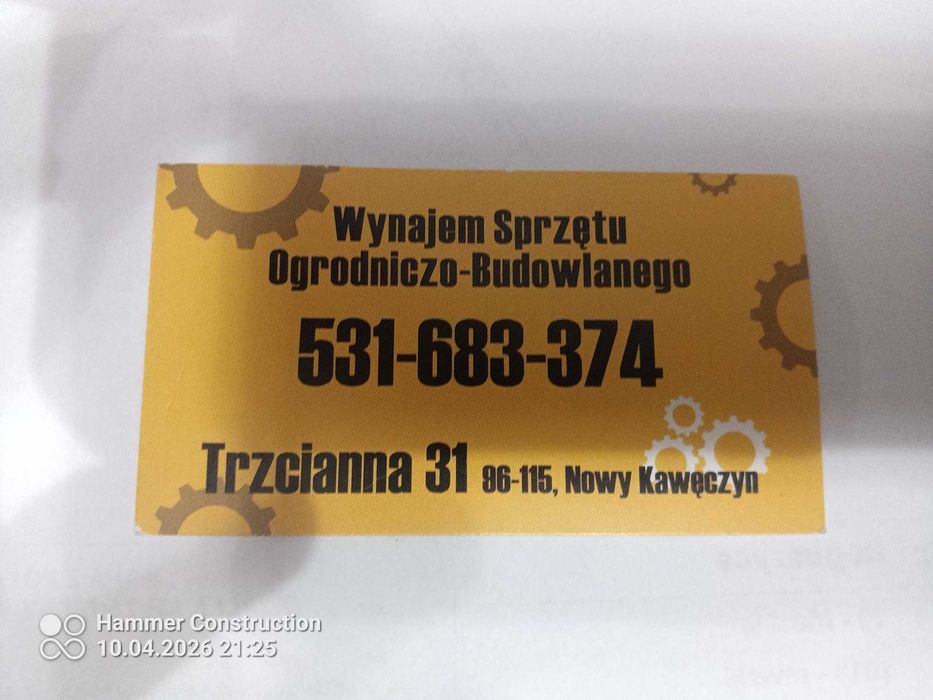 Wynajem Sprzętu
Ogrodniczo-Budowlanego
531-683-374
Trzcianna 31 96-115, Nowy Kawęczyn
Hammer Construction
10.04.2026 21:25